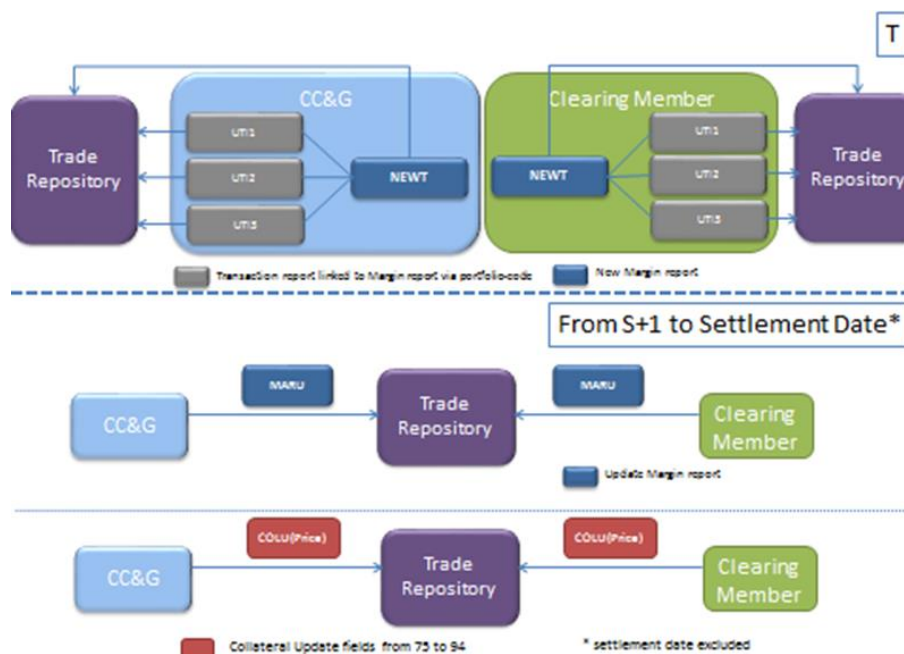 T
CC&G
Clearing Member
UTI1
UTI1
Trade
Repository
UTI2
NEWT
NEWT
UTI2
Trade
Repository
UTI3
UTI3
Transaction report linked to Margin report via portfolio-code
New Margin report
From S+1 to Settlement Date*
MARU
MARU
CC&G
Trade
Repository
Clearing
Member
Update Margin report
COLU(Price)
COLU(Price)
CC&G
Trade
Repository
Clearing
Member
Collateral Update fields from 75 to 94
* settlement date excluded